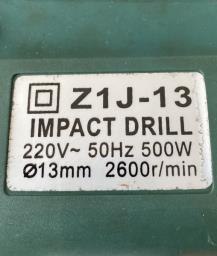 Z1J-13
IMPACT DRILL
220V~ 50Hz 500W
Ø13mm 2600r/min